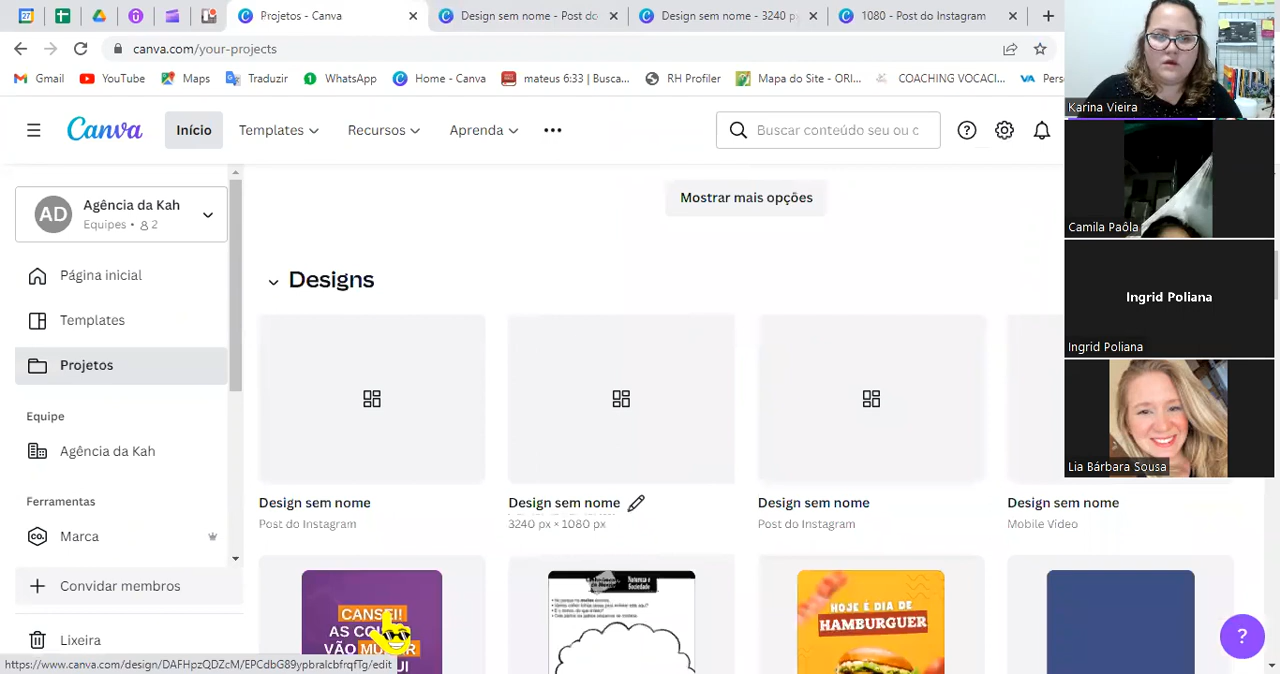 Projetos - Canva
Design sem nome - Post do
Design sem nome - 3240 p
1080 - Post do Instagram
canva.com/your-projects
Gmail
YouTube
Maps
Traduzir
WhatsApp
Home - Canva
mateus 6:33 | Busca...
RH Profiler
Mapa do Site - ORI...
COACHING VOCACI...
Pers
Canva
Início
Templates
Recursos
Aprenda
Buscar conteúdo seu ou c
AD
Agência da Kah
Equipes • 2
Página inicial
Templates
Projetos
Equipe
Agência da Kah
Ferramentas
Marca
Convidar membros
Lixeira
https://www.canva.com/design/DAFHpzQDZcM/EPCdbG89ypbraIcbfrqfTg/edit
Mostrar mais opções
Designs
Design sem nome
Post do Instagram
Design sem nome
3240 px × 1080 px
Design sem nome
Post do Instagram
Design sem nome
Mobile Video
CANSEI!
AS CO
VÃO
Natureza e
Sociedade
HOJE É DIA DE
HAMBURGUER
Karina Vieira
Camila Paôla
Ingrid Poliana
Ingrid Poliana
Lia Bárbara Sousa
?